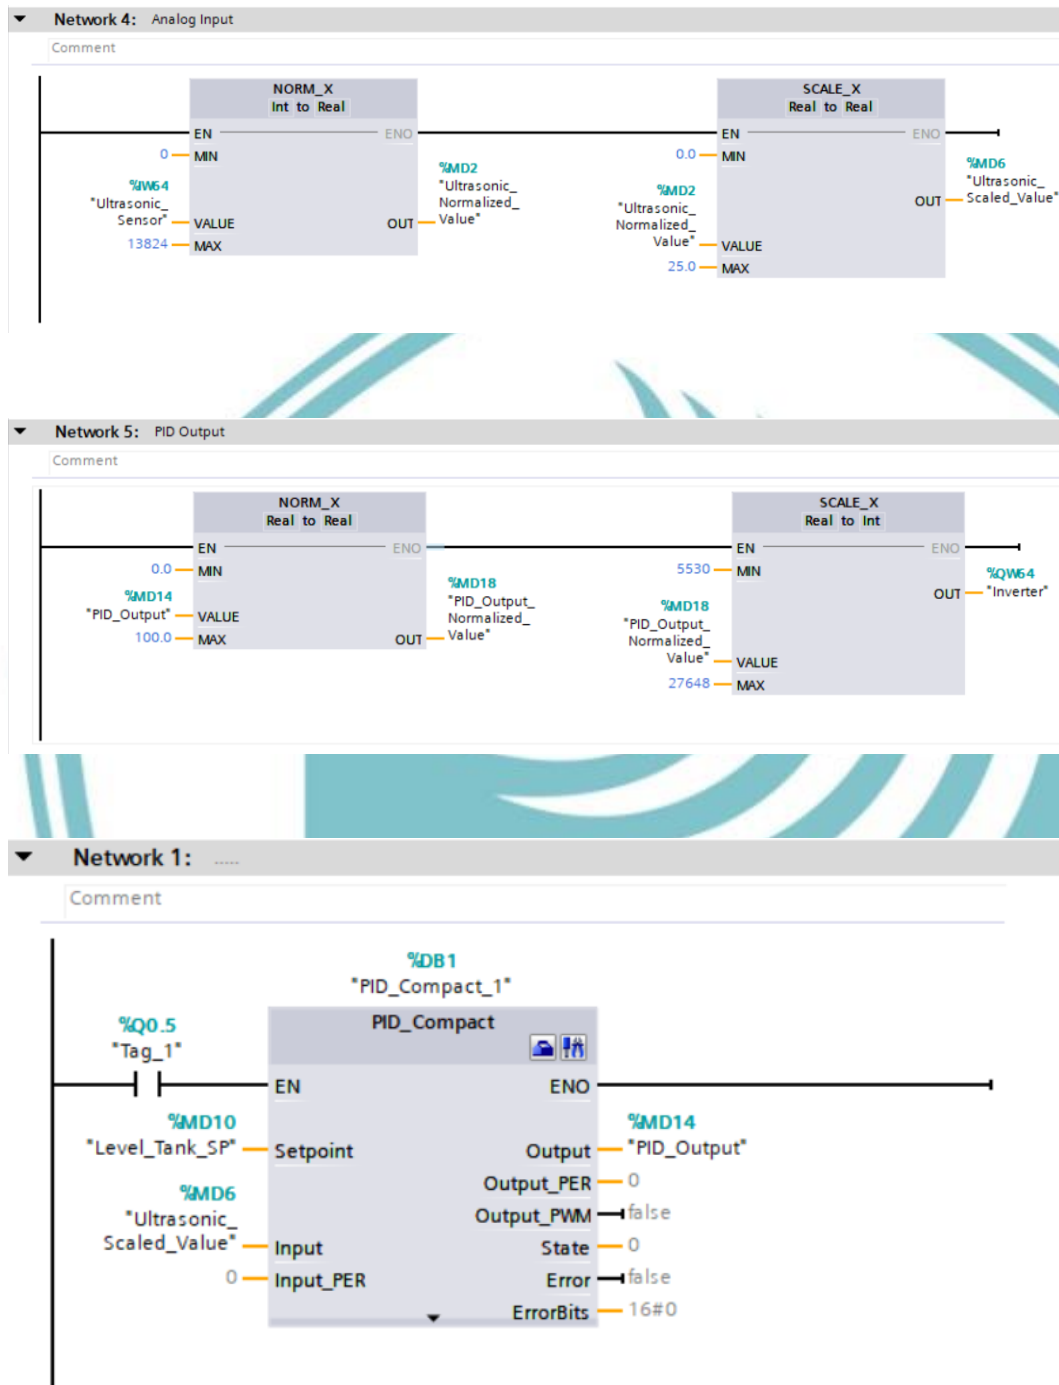 Network 4: Analog Input
Comment
NORM_X
Int to Real
EN
ENO
0
MIN
%IW64
"Ultrasonic_
Sensor"
VALUE
13824
MAX
OUT
%MD2
"Ultrasonic_
Normalized_
Value"
SCALE_X
Real to Real
EN
ENO
0.0
MIN
%MD2
"Ultrasonic_
Normalized_
Value"
VALUE
25.0
MAX
OUT
%MD6
"Ultrasonic_
Scaled_Value"
Network 5: PID Output
Comment
NORM_X
Real to Real
EN
ENO
0.0
MIN
%MD14
"PID_Output"
VALUE
100.0
MAX
OUT
%MD18
"PID_Output_
Normalized_
Value"
SCALE_X
Real to Int
EN
ENO
5530
MIN
%MD18
"PID_Output_
Normalized_
Value"
VALUE
27648
MAX
OUT
%QW64
"Inverter"
Network 1: .....
Comment
%DB1
"PID_Compact_1"
PID_Compact
%Q0.5
"Tag_1"
EN
ENO
%MD10
"Level_Tank_SP"
Setpoint
%MD6
"Ultrasonic_
Scaled_Value"
Input
0
Input_PER
%MD14
Output
"PID_Output"
Output_PER
0
Output_PWM
false
State
0
Error
false
ErrorBits
16#0